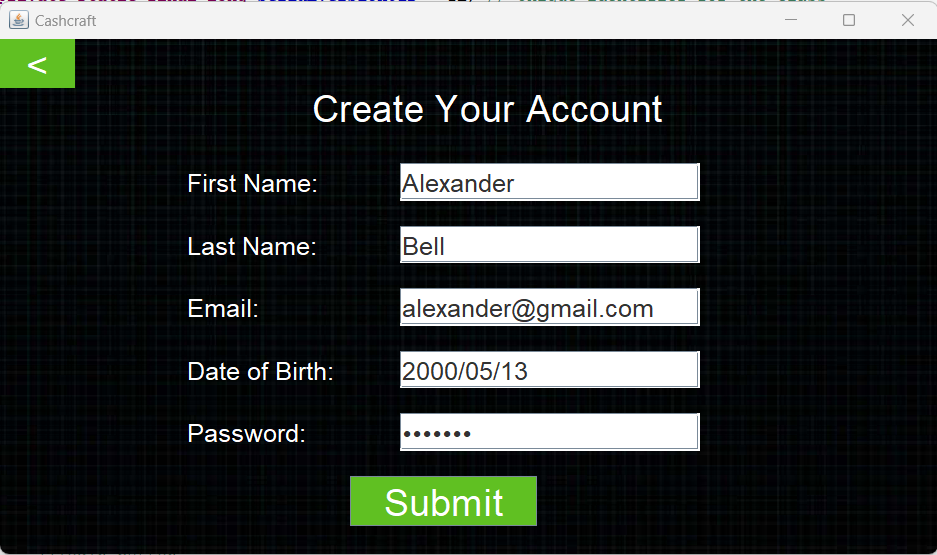 Cashcraft
<
Create Your Account
First Name: Alexander
Last Name: Bell
Email: alexander@gmail.com
Date of Birth: 2000/05/13
Password: •••••••
Submit